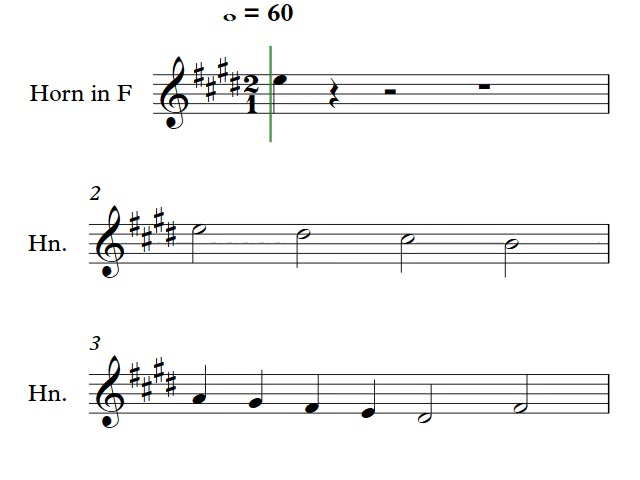 𝅝 = 60
Horn in F
2
1
2
Hn.
3
Hn.